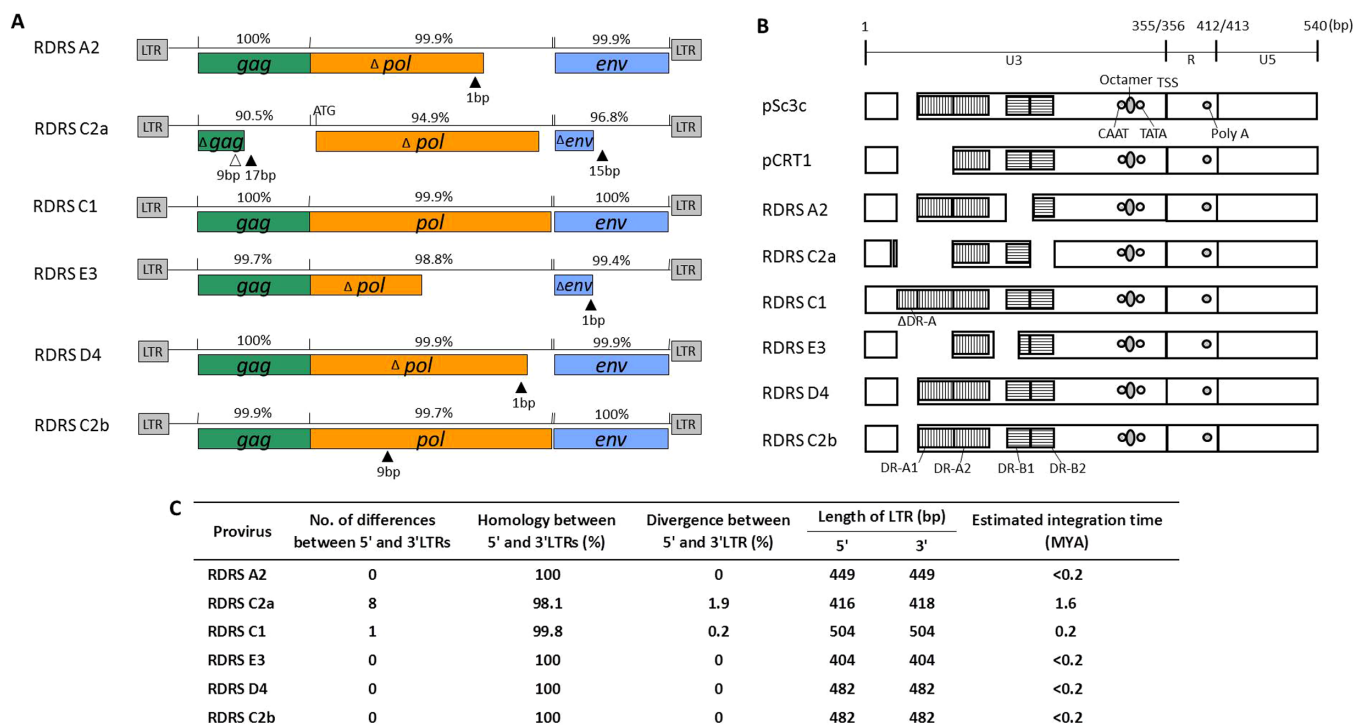 A
RDRS A2
LTR 100% 99.9% 99.9% LTR
gag Δ pol env
1bp
RDRS C2a
LTR 90.5% ATG 94.9% 96.8% LTR
Δ gag Δ pol Δ env
9bp 17bp 15bp
RDRS C1
LTR 100% 99.9% 100% LTR
gag pol env
RDRS E3
LTR 99.7% 98.8% 99.4% LTR
gag Δ pol Δ env
1bp
RDRS D4
LTR 100% 99.9% 99.9% LTR
gag Δ pol env
1bp
RDRS C2b
LTR 99.9% 99.7% 100% LTR
gag pol env
9bp
B
1 355/356 412/413 540 (bp)
U3 R U5
Octamer TSS
pSc3c
CAAT TATA Poly A
pCRT1
RDRS A2
RDRS C2a
RDRS C1
ΔDR-A
RDRS E3
RDRS D4
RDRS C2b
DR-A1 DR-A2 DR-B1 DR-B2
C
Provirus No. of differences between 5' and 3'LTRs Homology between 5' and 3'LTRs (%) Divergence between 5' and 3'LTR (%) Length of LTR (bp) Estimated integration time (MYA)
5' 3'
RDRS A2 0 100 0 449 449 <0.2
RDRS C2a 8 98.1 1.9 416 418 1.6
RDRS C1 1 99.8 0.2 504 504 0.2
RDRS E3 0 100 0 404 404 <0.2
RDRS D4 0 100 0 482 482 <0.2
RDRS C2b 0 100 0 482 482 <0.2